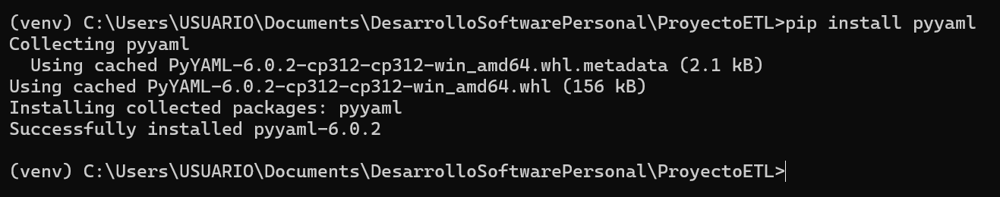 (venv) C:\Users\USUARIO\Documents\DesarrolloSoftwarePersonal\ProyectoETL>pip install pyyaml
Collecting pyyaml
  Using cached PyYAML-6.0.2-cp312-cp312-win_amd64.whl.metadata (2.1 kB)
Using cached PyYAML-6.0.2-cp312-cp312-win_amd64.whl (156 kB)
Installing collected packages: pyyaml
Successfully installed pyyaml-6.0.2
(venv) C:\Users\USUARIO\Documents\DesarrolloSoftwarePersonal\ProyectoETL>